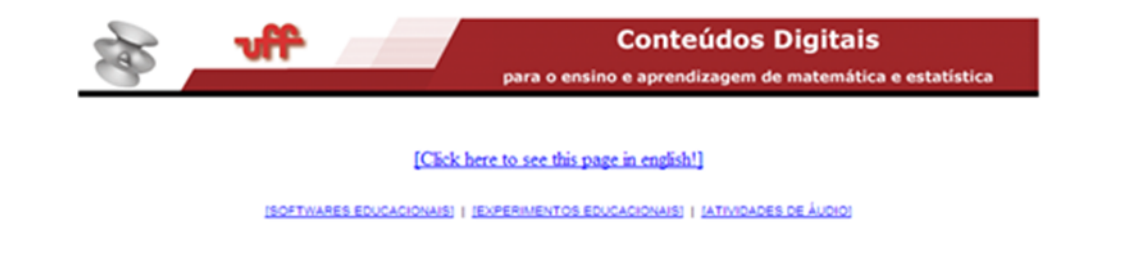 uff
Conteúdos Digitais
para o ensino e aprendizagem de matemática e estatística
[Click here to see this page in english!]
[SOFTWARES EDUCACIONAIS] | [EXPERIMENTOS EDUCACIONAIS] | [ATIVIDADES DE ÁUDIO]